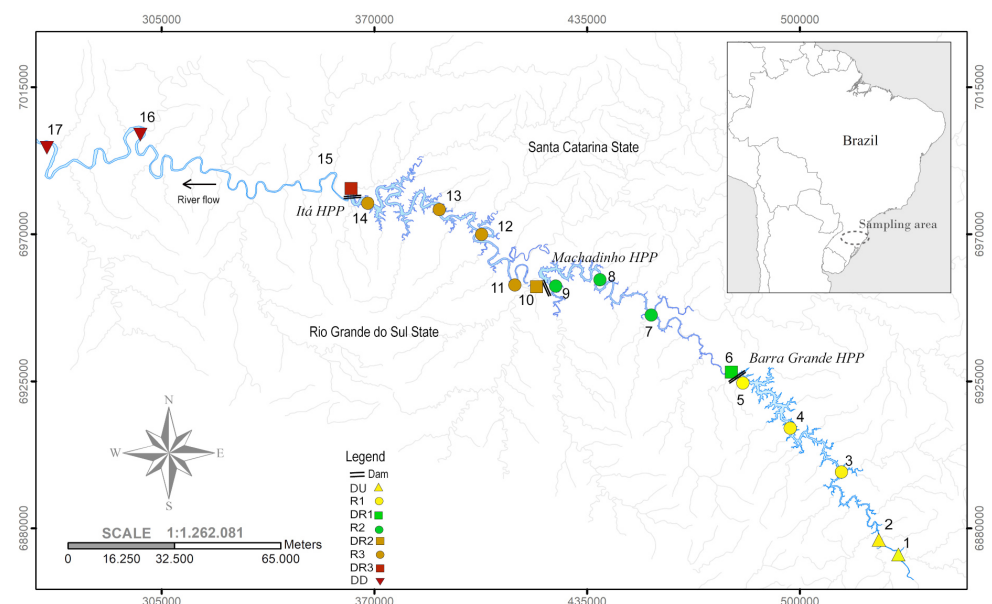 305000 370000 435000 500000
7015000 7015000
6970000 6970000
6925000 6925000
6880000 6880000
17
16
15
Santa Catarina State
Brazil
Sampling area
River flow
Itá HPP
14
13
12
Machadinho HPP
11
10
9
8
7
Rio Grande do Sul State
6
Barra Grande HPP
5
4
3
2
1
N
W E
S
SCALE 1:1.262.081
Meters
0 16.250 32.500 65.000
Legend
Dam
DU
R1
DR1
R2
DR2
R3
DR3
DD
305000 370000 435000 500000